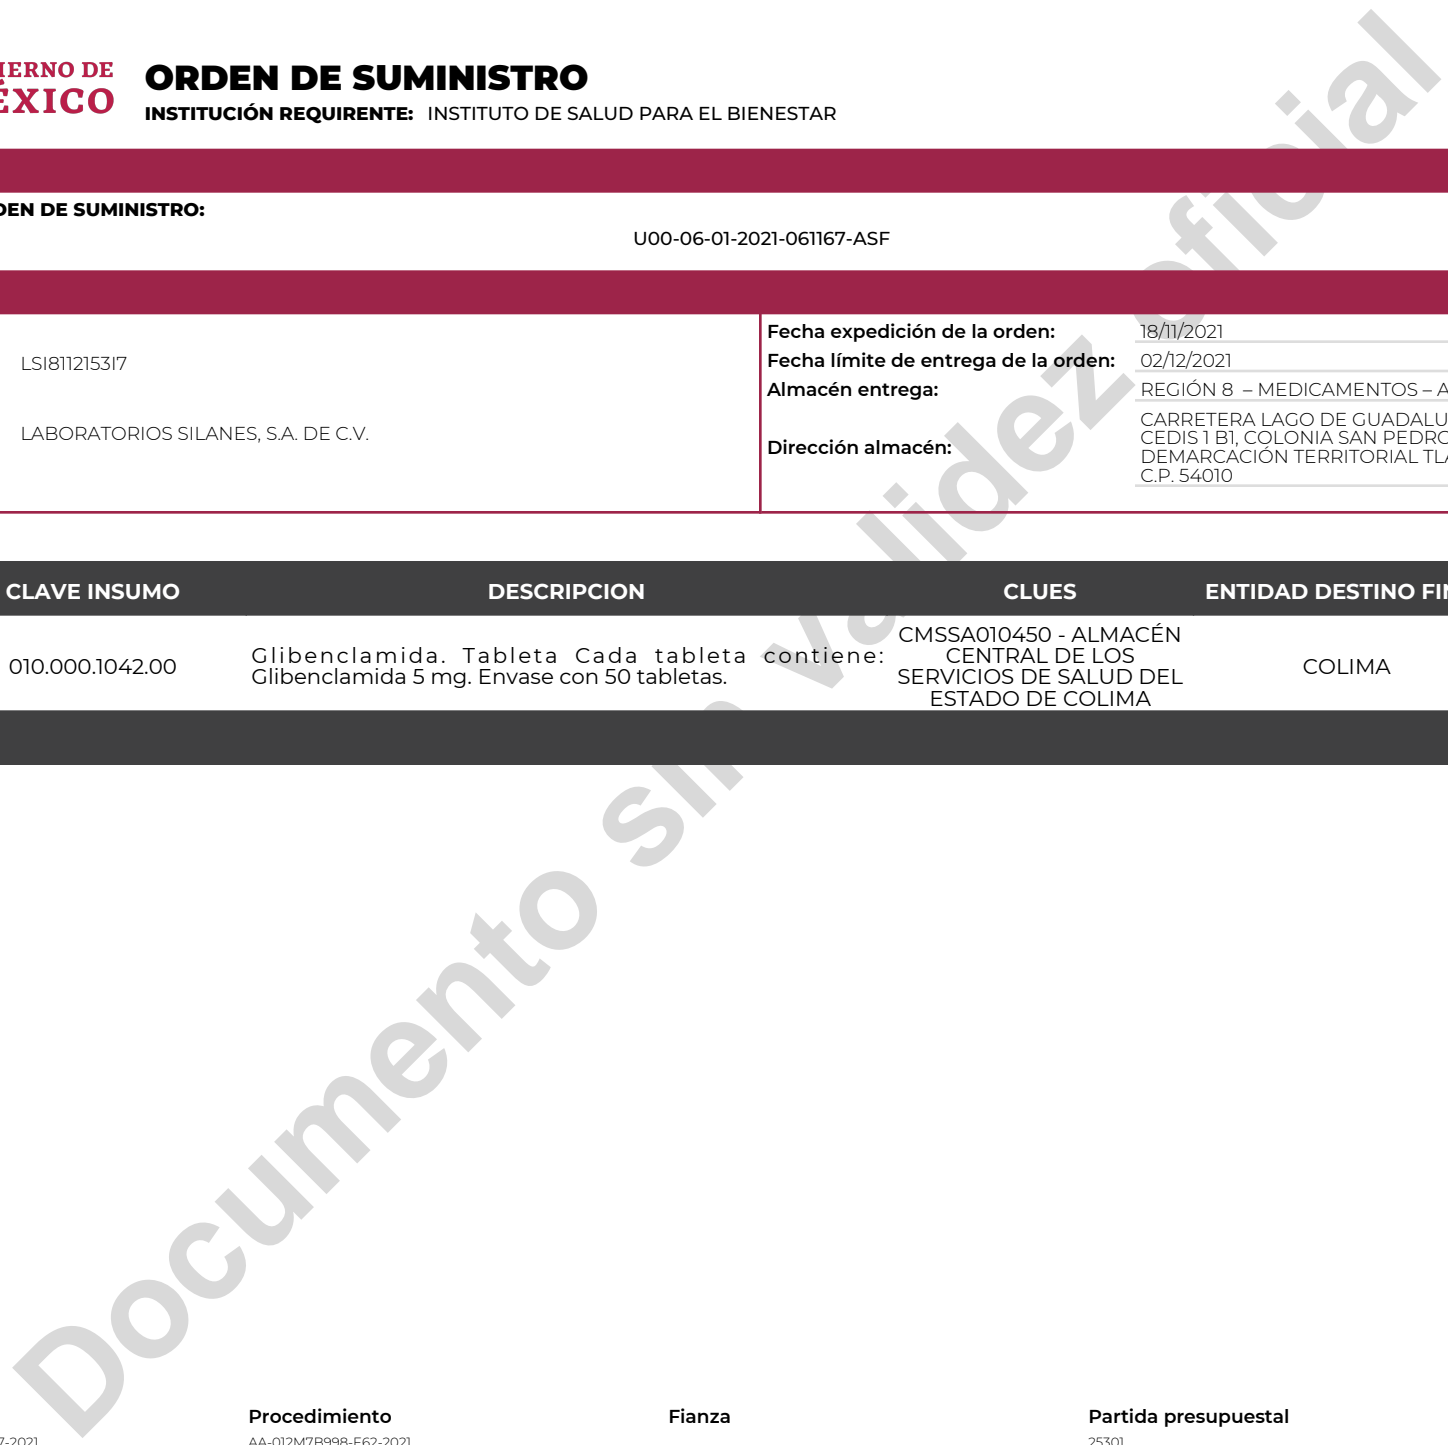 IERNO DE
ÉXICO
ORDEN DE SUMINISTRO
INSTITUCIÓN REQUIRENTE: INSTITUTO DE SALUD PARA EL BIENESTAR
DEN DE SUMINISTRO:
U00-06-01-2021-061167-ASF
LSI8112153I7
LABORATORIOS SILANES, S.A. DE C.V.
Fecha expedición de la orden: 18/11/2021
Fecha límite de entrega de la orden: 02/12/2021
Almacén entrega: REGIÓN 8 – MEDICAMENTOS – A
Dirección almacén:
CARRETERA LAGO DE GUADALU
CEDIS 1 B1, COLONIA SAN PEDRO
DEMARCACIÓN TERRITORIAL TLA
C.P. 54010
CLAVE INSUMO DESCRIPCION CLUES ENTIDAD DESTINO FIN
010.000.1042.00
Glibenclamida. Tableta Cada tableta contiene:
Glibenclamida 5 mg. Envase con 50 tabletas.
CMSSA010450 - ALMACÉN
CENTRAL DE LOS
SERVICIOS DE SALUD DEL
ESTADO DE COLIMA
COLIMA
Documento sin validez oficial
Procedimiento Fianza Partida presupuestal
7-2021 AA-012M7B998-E62-2021 25301